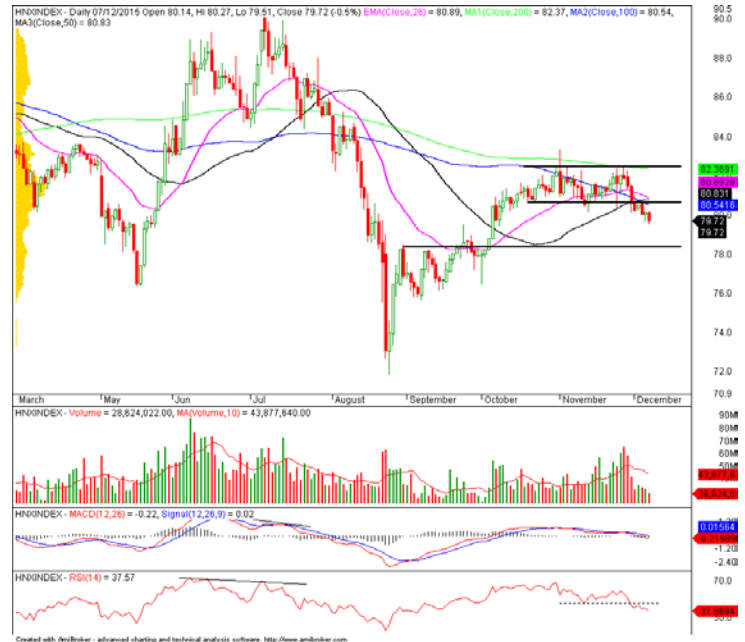 HNXINDEX - Daily 07/12/2015 Open 80.14, Hi 80.27, Lo 79.51, Close 79.72 (-0.5%) EMA(Close,26) = 80.89, MA1(Close,200) = 82.37, MA2(Close,100) = 80.54,
MA3(Close,50) = 80.83
90.5
90.0
88.0
86.0
84.0
82.3691
80.8928
80.831
80.5416
79.72
79.72
78.0
76.0
74.0
72.0
70.9
March May Jun Jul August September October November December
HNXINDEX - Volume = 28,624,022.00, MA(Volume,10) = 43,877,640.00
90M
80M
70M
60M
50M
HNXINDEX - MACD(12,26) = -0.22, Signal(12,26,9) = 0.02
0.01564
-1.20
-2.40
HNXINDEX - RSI(14) = 37.57
70.0
30.0
Created with AmiBroker - advanced charting and technical analysis software. http://www.amibroker.com